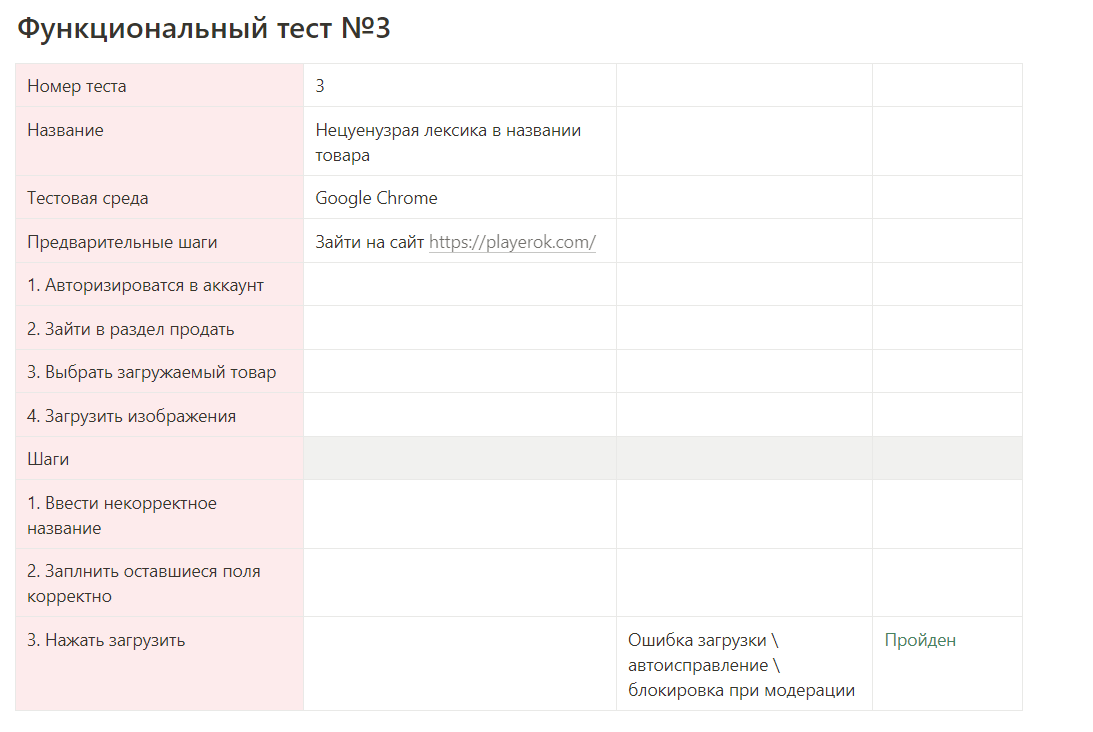 Функциональный тест №3
Номер теста 3
Название Нецуенузрая лексика в названии
товара
Тестовая среда Google Chrome
Предварительные шаги Зайти на сайт https://playerok.com/
1. Авторизироватся в аккаунт
2. Зайти в раздел продать
3. Выбрать загружаемый товар
4. Загрузить изображения
Шаги
1. Ввести некорректное
название
2. Заплнить оставшиеся поля
корректно
3. Нажать загрузить Ошибка загрузки \ Пройден
автоисправление \
блокировка при модерации